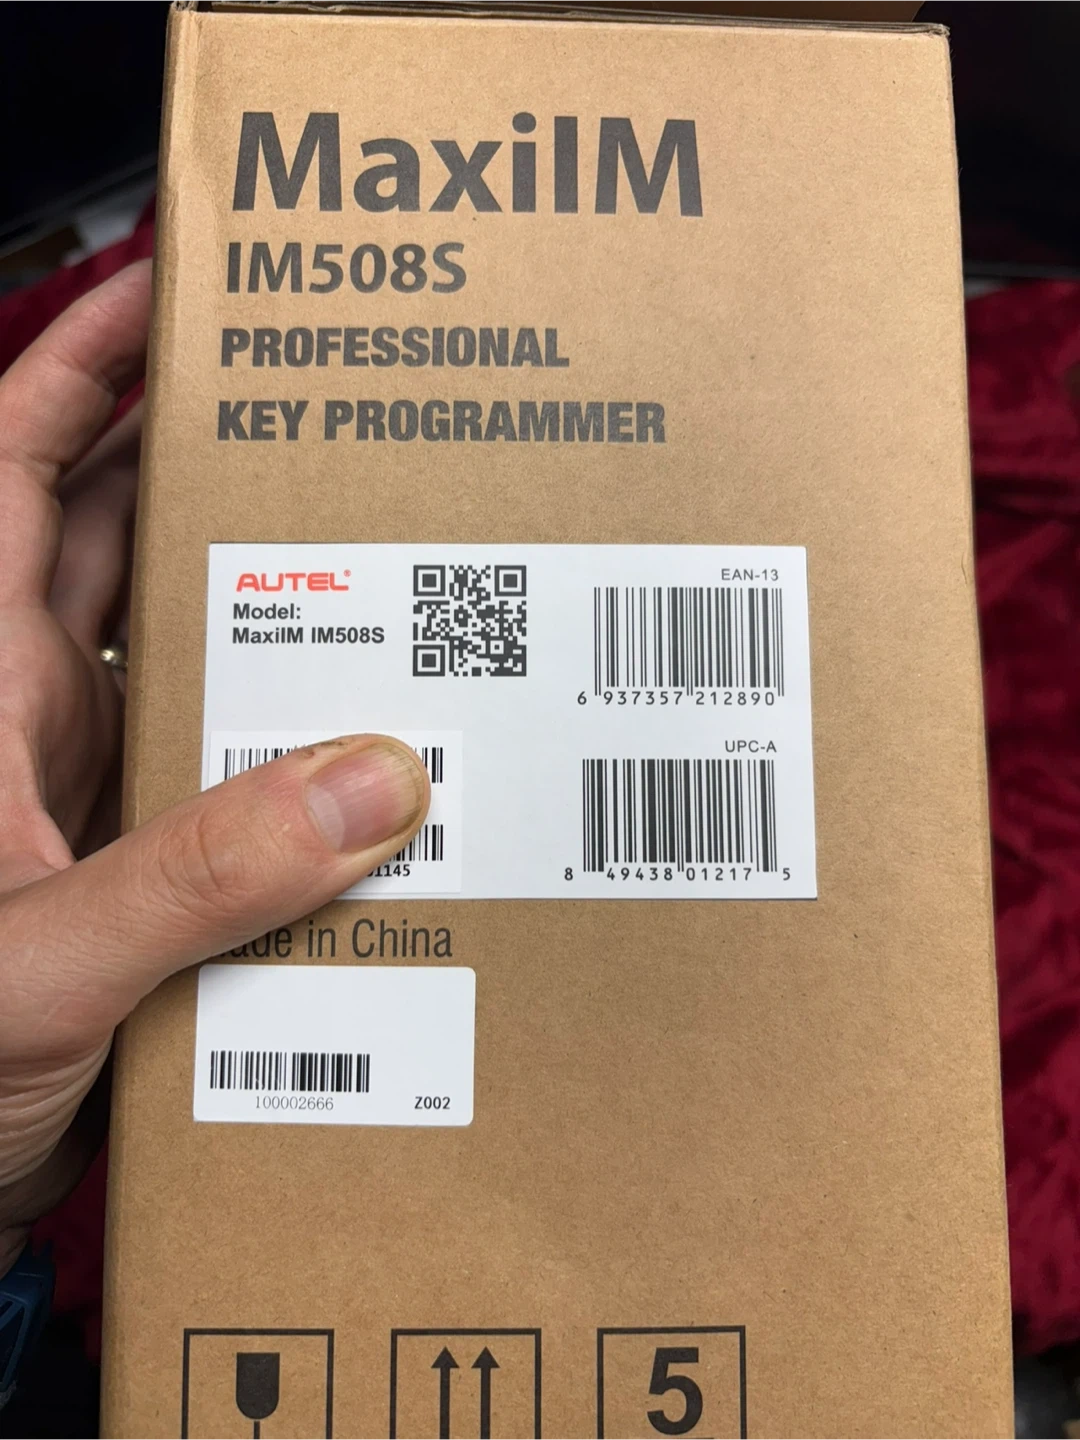 MaxiIM
IM508S
PROFESSIONAL
KEY PROGRAMMER
AUTEL®
Model:
MaxiIM IM508S
EAN-13
6 937357 212890
UPC-A
8 49438 01217 5
1145
in China
100002666
Z002
5